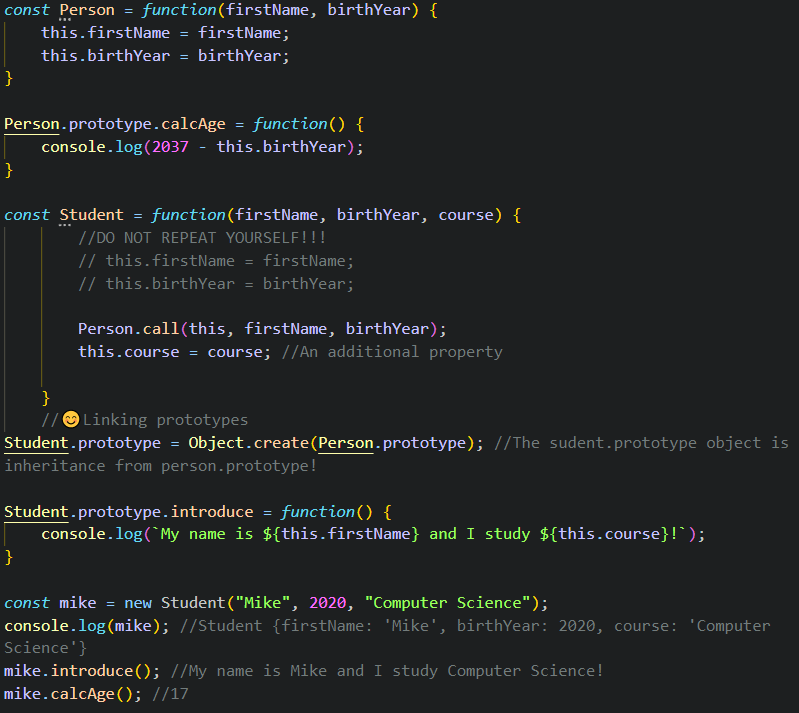 const Person = function(firstName, birthYear) {
    this.firstName = firstName;
    this.birthYear = birthYear;
}

Person.prototype.calcAge = function() {
    console.log(2037 - this.birthYear);
}

const Student = function(firstName, birthYear, course) {
        //DO NOT REPEAT YOURSELF!!!
        // this.firstName = firstName;
        // this.birthYear = birthYear;

        Person.call(this, firstName, birthYear);
        this.course = course; //An additional property

    }
    //😊Linking prototypes
Student.prototype = Object.create(Person.prototype); //The sudent.prototype object is
inheritance from person.prototype!

Student.prototype.introduce = function() {
    console.log(`My name is ${this.firstName} and I study ${this.course}!`);
}

const mike = new Student("Mike", 2020, "Computer Science");
console.log(mike); //Student {firstName: 'Mike', birthYear: 2020, course: 'Computer
Science'}
mike.introduce(); //My name is Mike and I study Computer Science!
mike.calcAge(); //17